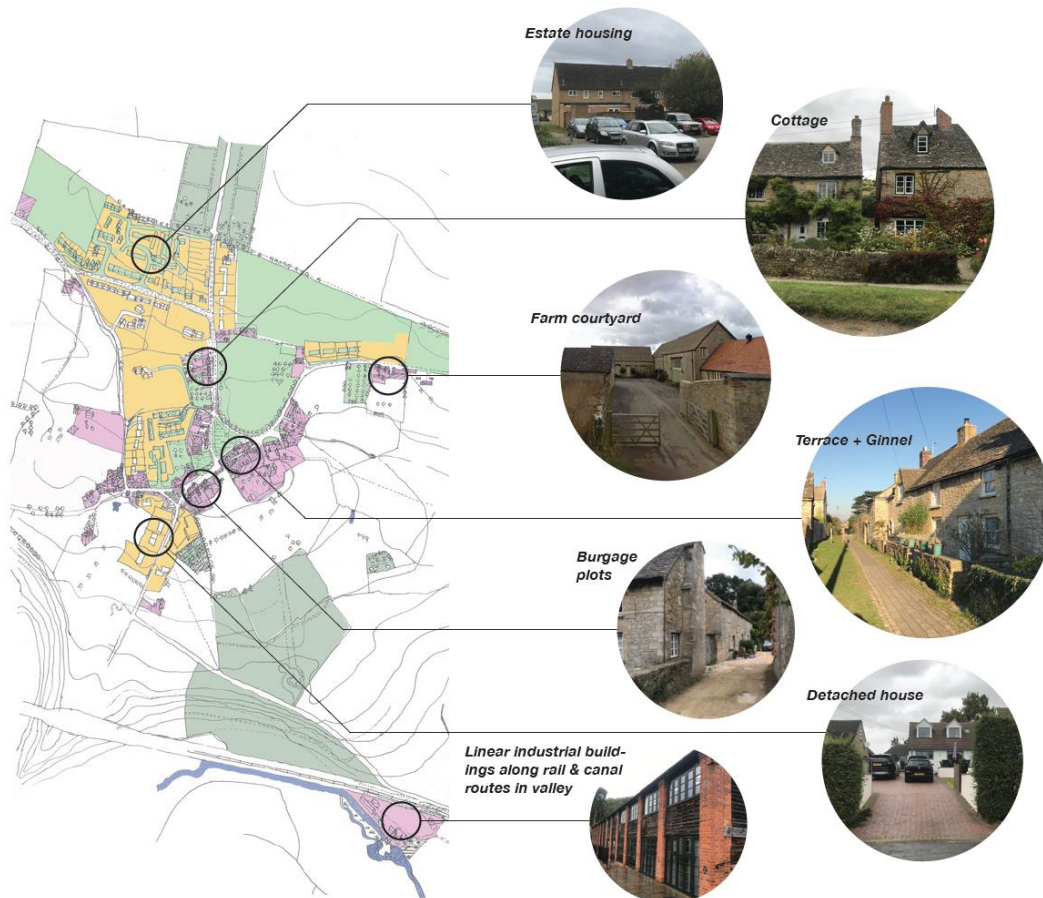 Estate housing
Cottage
Farm courtyard
Terrace + Ginnel
Burgage
plots
Detached house
Linear industrial build-
ings along rail & canal
routes in valley